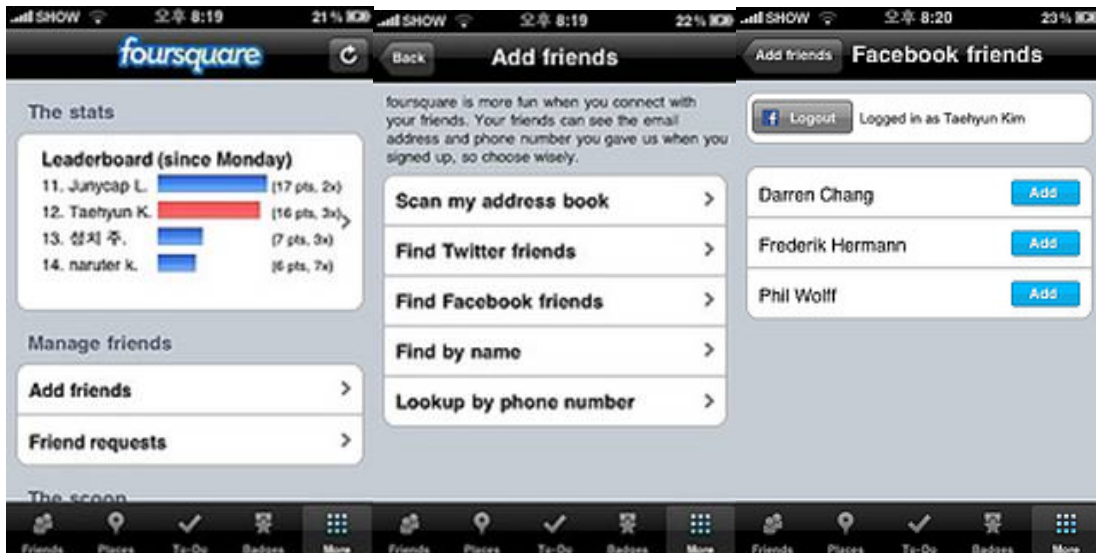 SHOW 오후 8:19 21%
foursquare
The stats
Leaderboard (since Monday)
11. Junycap L. (17 pts, 2x)
12. Taehyun K. (16 pts, 3x)
13. 성치 주. (7 pts, 3x)
14. naruter k. (6 pts, 7x)
Manage friends
Add friends
Friend requests
The scoop
Friends Places To-Do Badges More
SHOW 오후 8:19 22%
Back Add friends
foursquare is more fun when you connect with
your friends. Your friends can see the email
address and phone number you gave us when you
signed up, so choose wisely.
Scan my address book
Find Twitter friends
Find Facebook friends
Find by name
Lookup by phone number
Friends Places To-Do Badges More
SHOW 오후 8:20 23%
Add friends Facebook friends
f Logout Logged in as Taehyun Kim
Darren Chang Add
Frederik Hermann Add
Phil Wolff Add
Friends Places To-Do Badges More